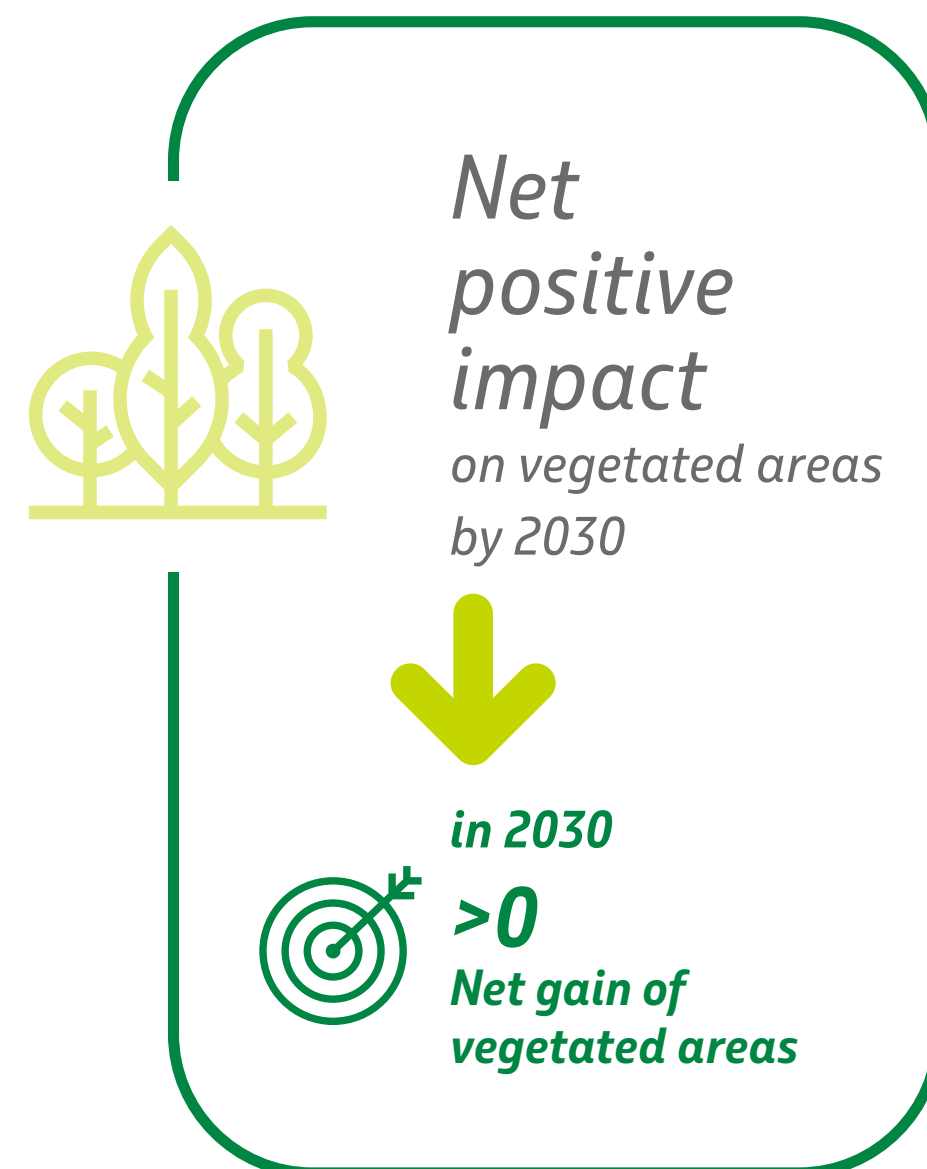 Net
positive
impact
on vegetated areas
by 2030
in 2030
>0
Net gain of
vegetated areas